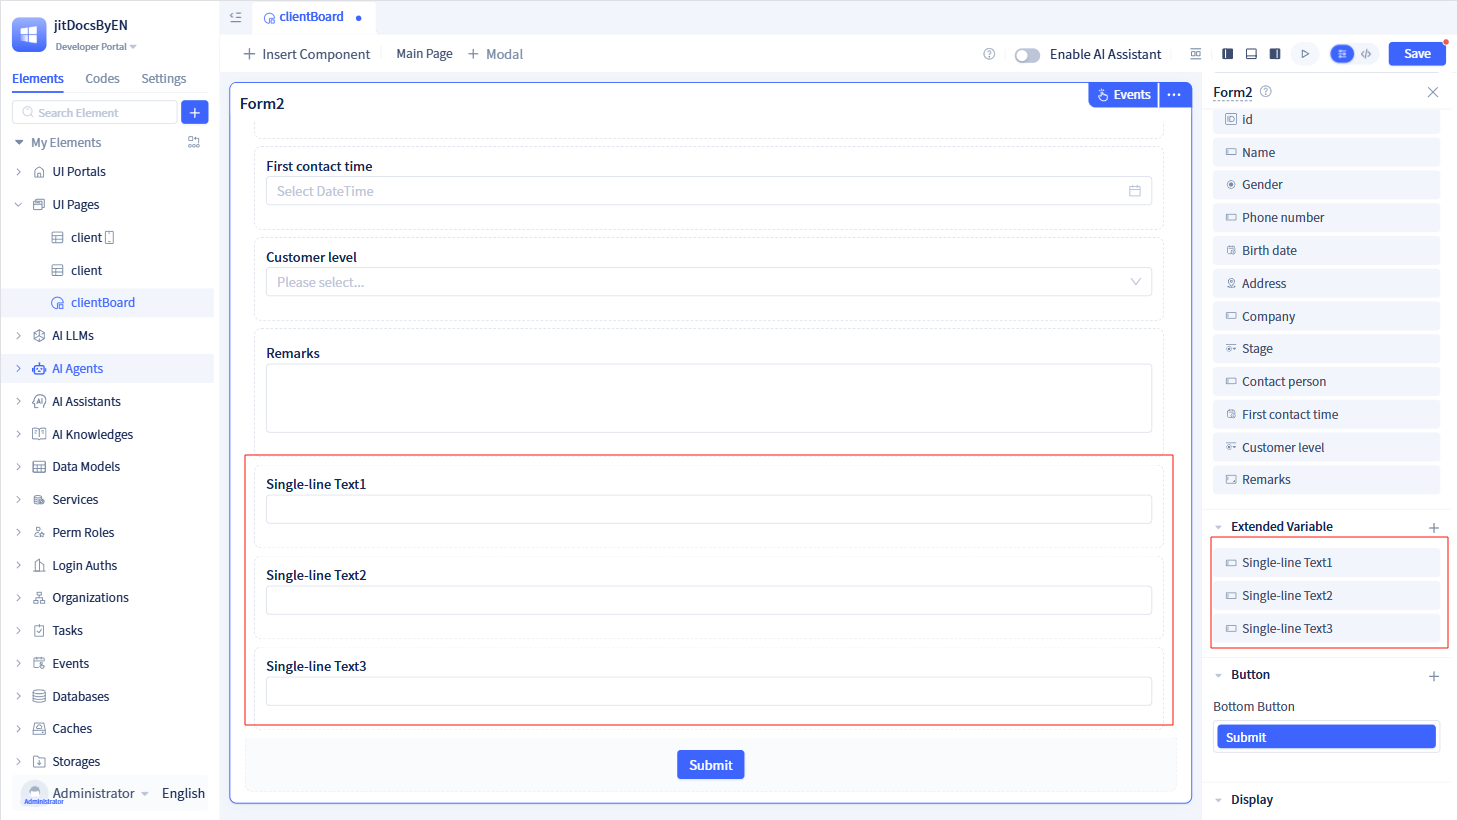 jitDocsByEN
Developer Portal
Elements
Codes
Settings
Search Element
My Elements
UI Portals
UI Pages
client
client
clientBoard
AI LLMs
AI Agents
AI Assistants
AI Knowledges
Data Models
Services
Perm Roles
Login Auths
Organizations
Tasks
Events
Databases
Caches
Storages
Administrator
Administrator
English
clientBoard
Insert Component
Main Page
Modal
Enable AI Assistant
Save
Form2
Events
First contact time
Select DateTime
Customer level
Please select...
Remarks
Single-line Text1
Single-line Text2
Single-line Text3
Submit
Form2
id
Name
Gender
Phone number
Birth date
Address
Company
Stage
Contact person
First contact time
Customer level
Remarks
Extended Variable
Single-line Text1
Single-line Text2
Single-line Text3
Button
Bottom Button
Submit
Display